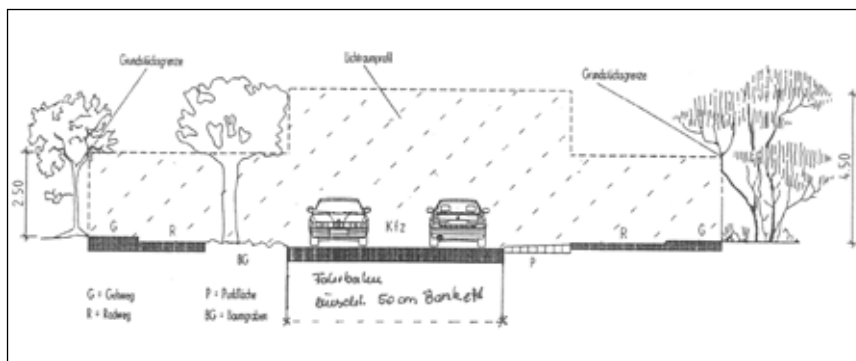 Grundstücksgrenze
Lichtraumprofil
Grundstücksgrenze
2.50
4.50
Kfz
G
R
BG
P
R
G
G = Gehweg
R = Radweg
P = Parkfläche
BG = Baumgraben
Fahrbahn
zuzügl. 50 cm Bankett